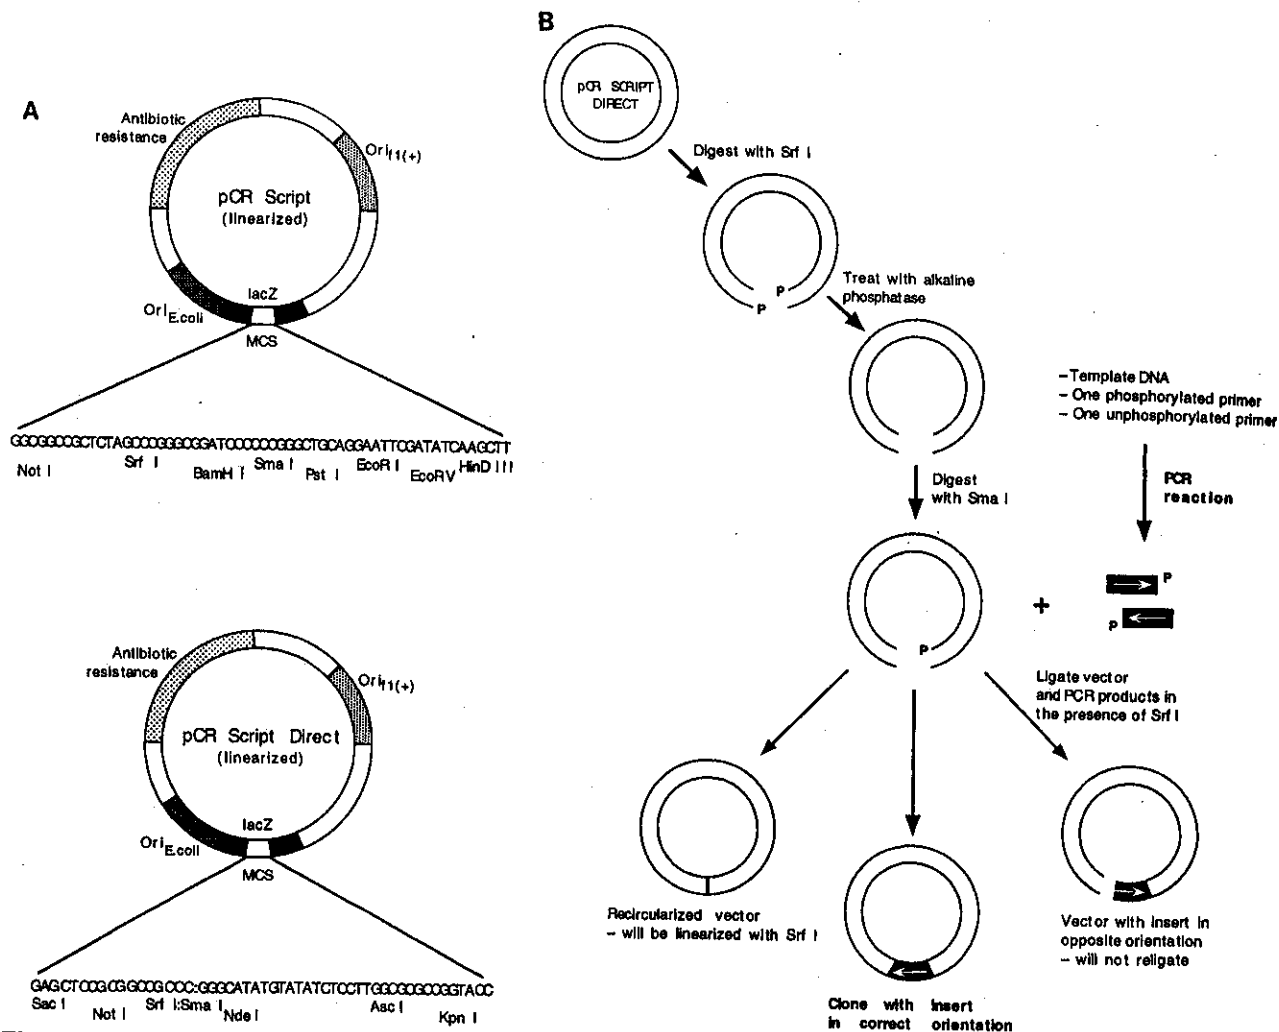 A
Antibiotic
resistance
Ori f1(+)
pCR Script
(linearized)
lacZ
Ori E.coli
MCS
GGCGGCCGCTCTAGCCCGGGCGGATCCCCCCGGGCTGCAGGAATTCGATATCAAGCTT
Not I
Srf I
BamH I
Sma I
Pst I
EcoR I
EcoRV
HinD III
Antibiotic
resistance
Ori f1(+)
pCR Script Direct
(linearized)
lacZ
Ori E.coli
MCS
Sac I
Not I
Srf I:Sma I
Nde I
Asc I
Kpn I
B
pCR SCRIPT
DIRECT
Digest with Srf I
P
P
Treat with alkaline
phosphatase
Digest
with Sma I
P
- Template DNA
- One phosphorylated primer
- One unphosphorylated primer
PCR
reaction
+
P
P
Ligate vector
and PCR products in
the presence of Srf I
Recircularized vector
- will be linearized with Srf I
Clone with insert
in correct orientation
Vector with insert in
opposite orientation
- will not religate